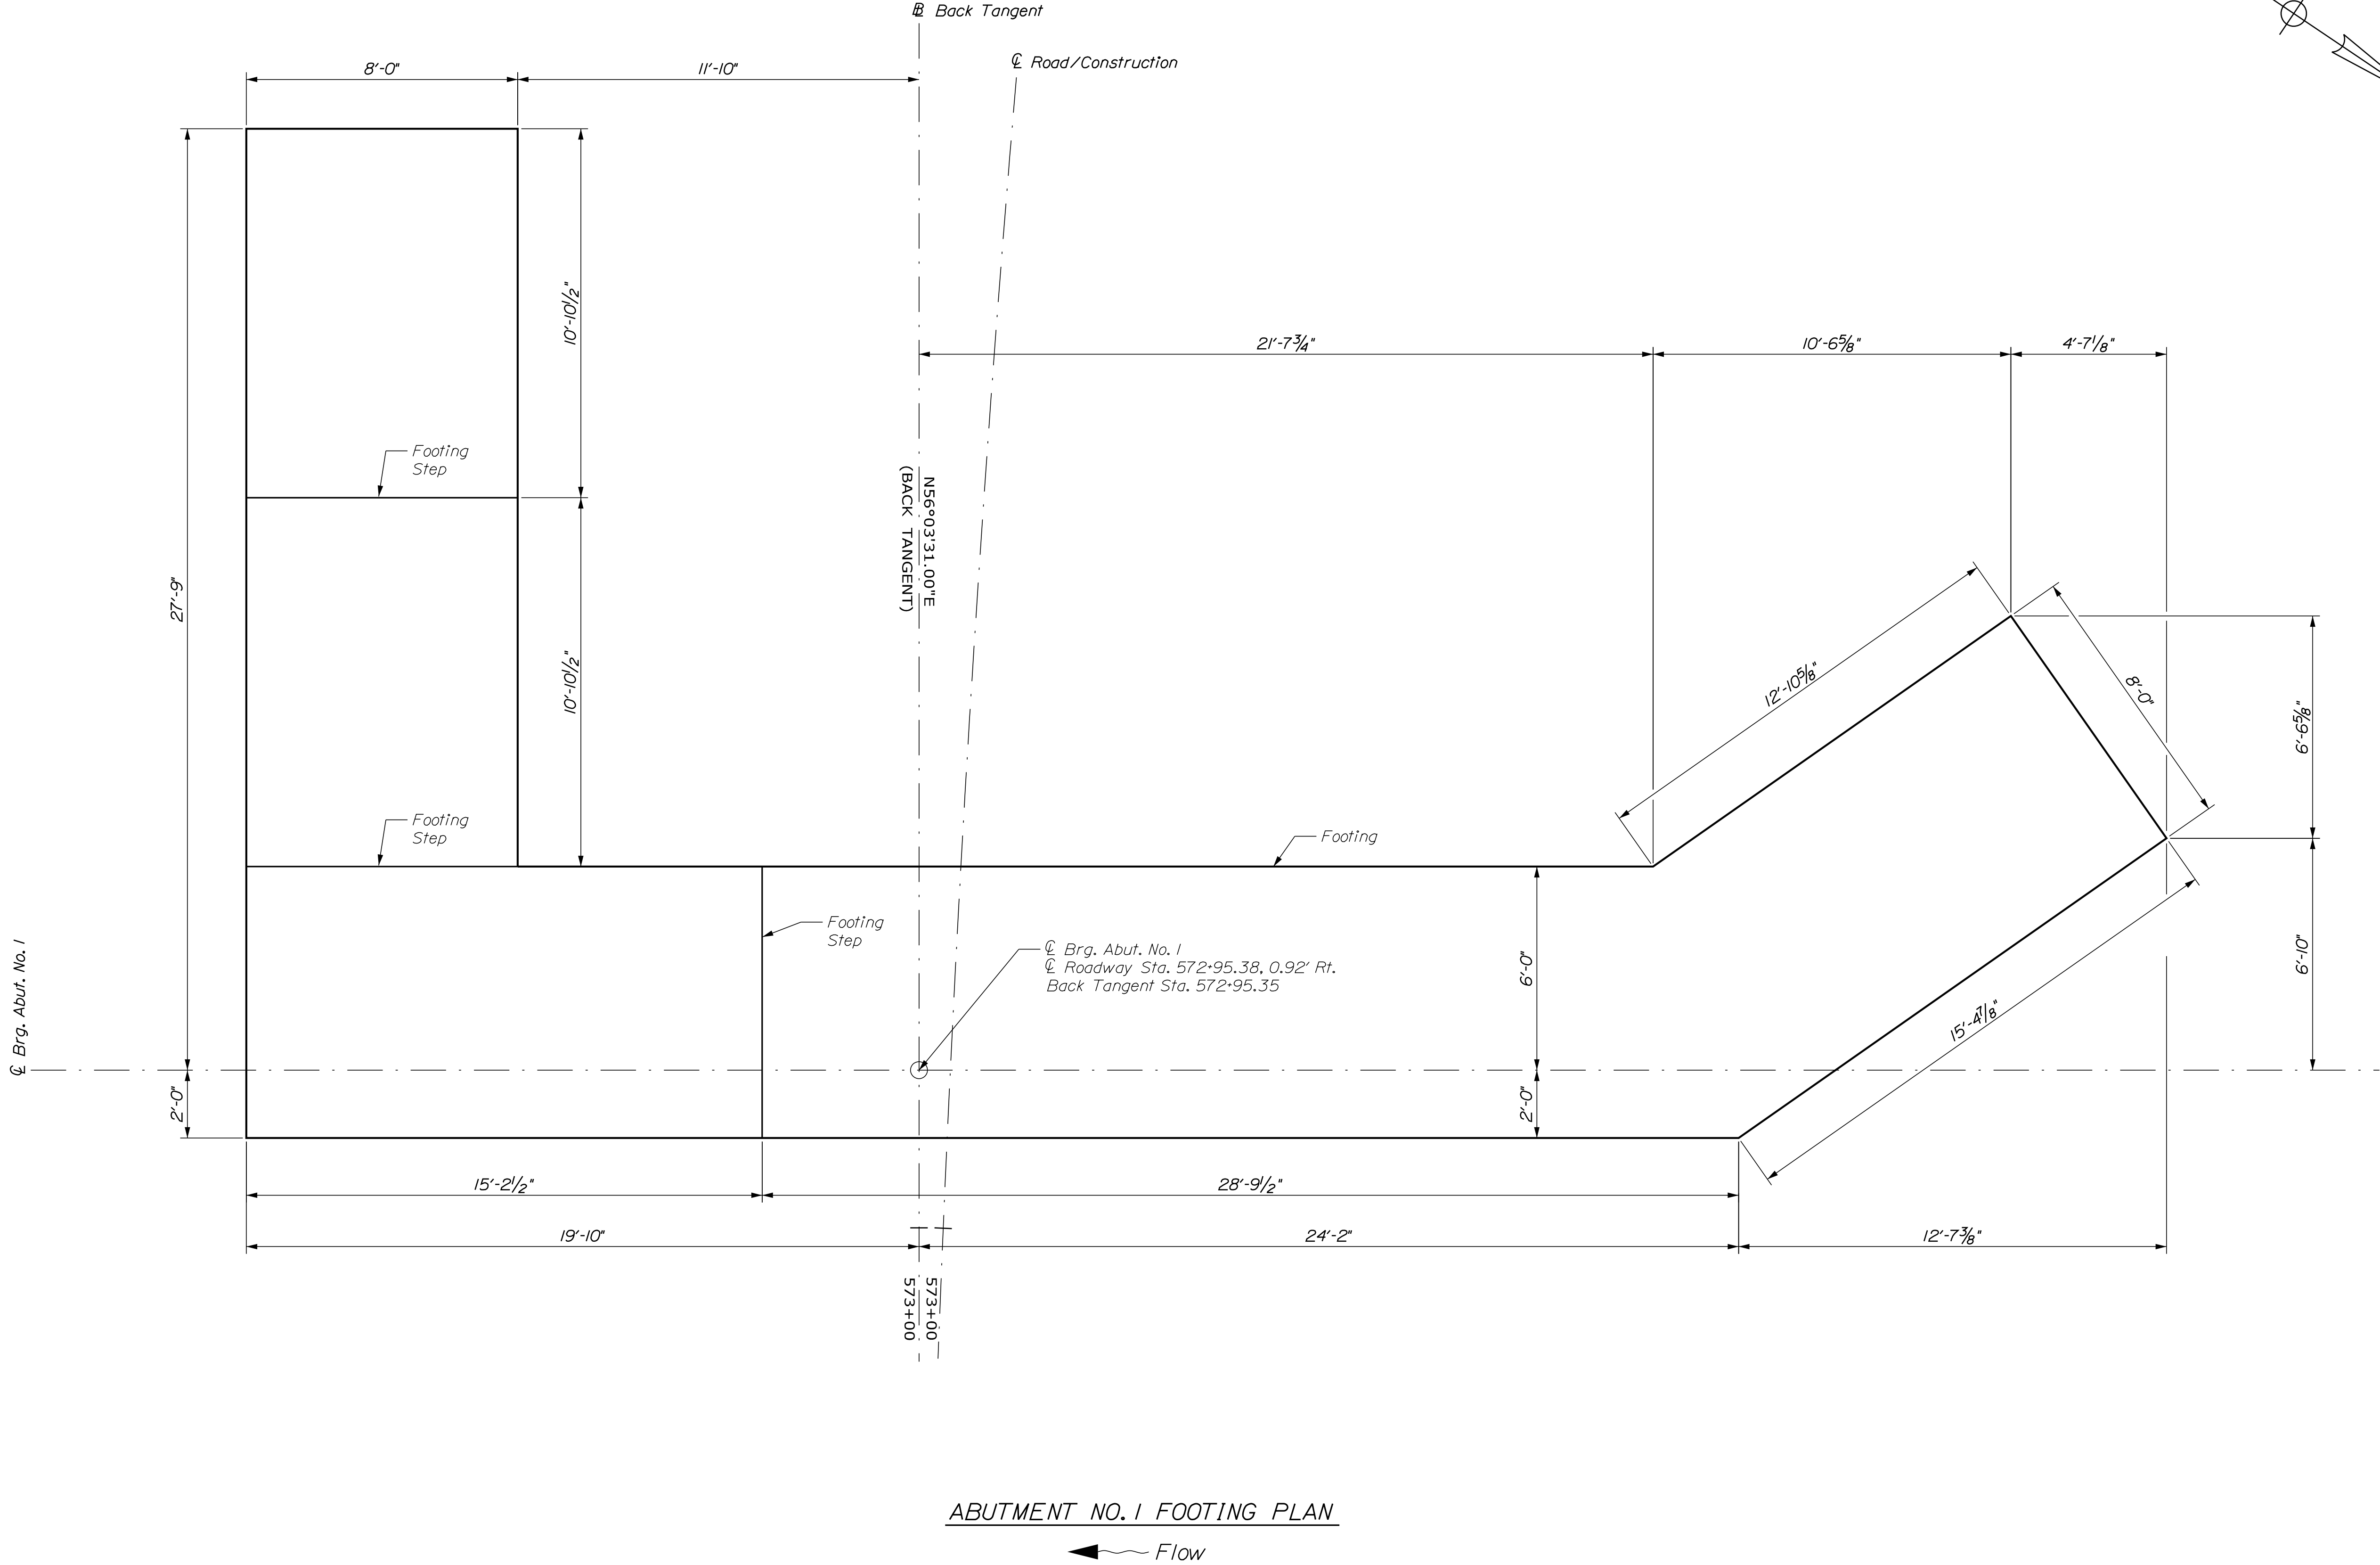 ℄ Back Tangent
℄ Road/Construction
8'-0"
11'-10"
10'-10½"
21'-7¾"
10'-6⅝"
4'-7⅛"
Footing
Step
N56°03'31.00"E
(BACK TANGENT)
27'-9"
10'-10½"
12'-10⅝"
8'-0"
6'-6⅝"
Footing
Step
Footing
Footing
Step
℄ Brg. Abut. No. 1
℄ Roadway Sta. 572+95.38, 0.92' Rt.
Back Tangent Sta. 572+95.35
6'-0"
6'-10"
℄ Brg. Abut. No. 1
15'-4⅞"
2'-0"
2'-0"
15'-2½"
28'-9½"
19'-10"
24'-2"
12'-7⅜"
573+00
573+00
ABUTMENT NO. 1 FOOTING PLAN
Flow